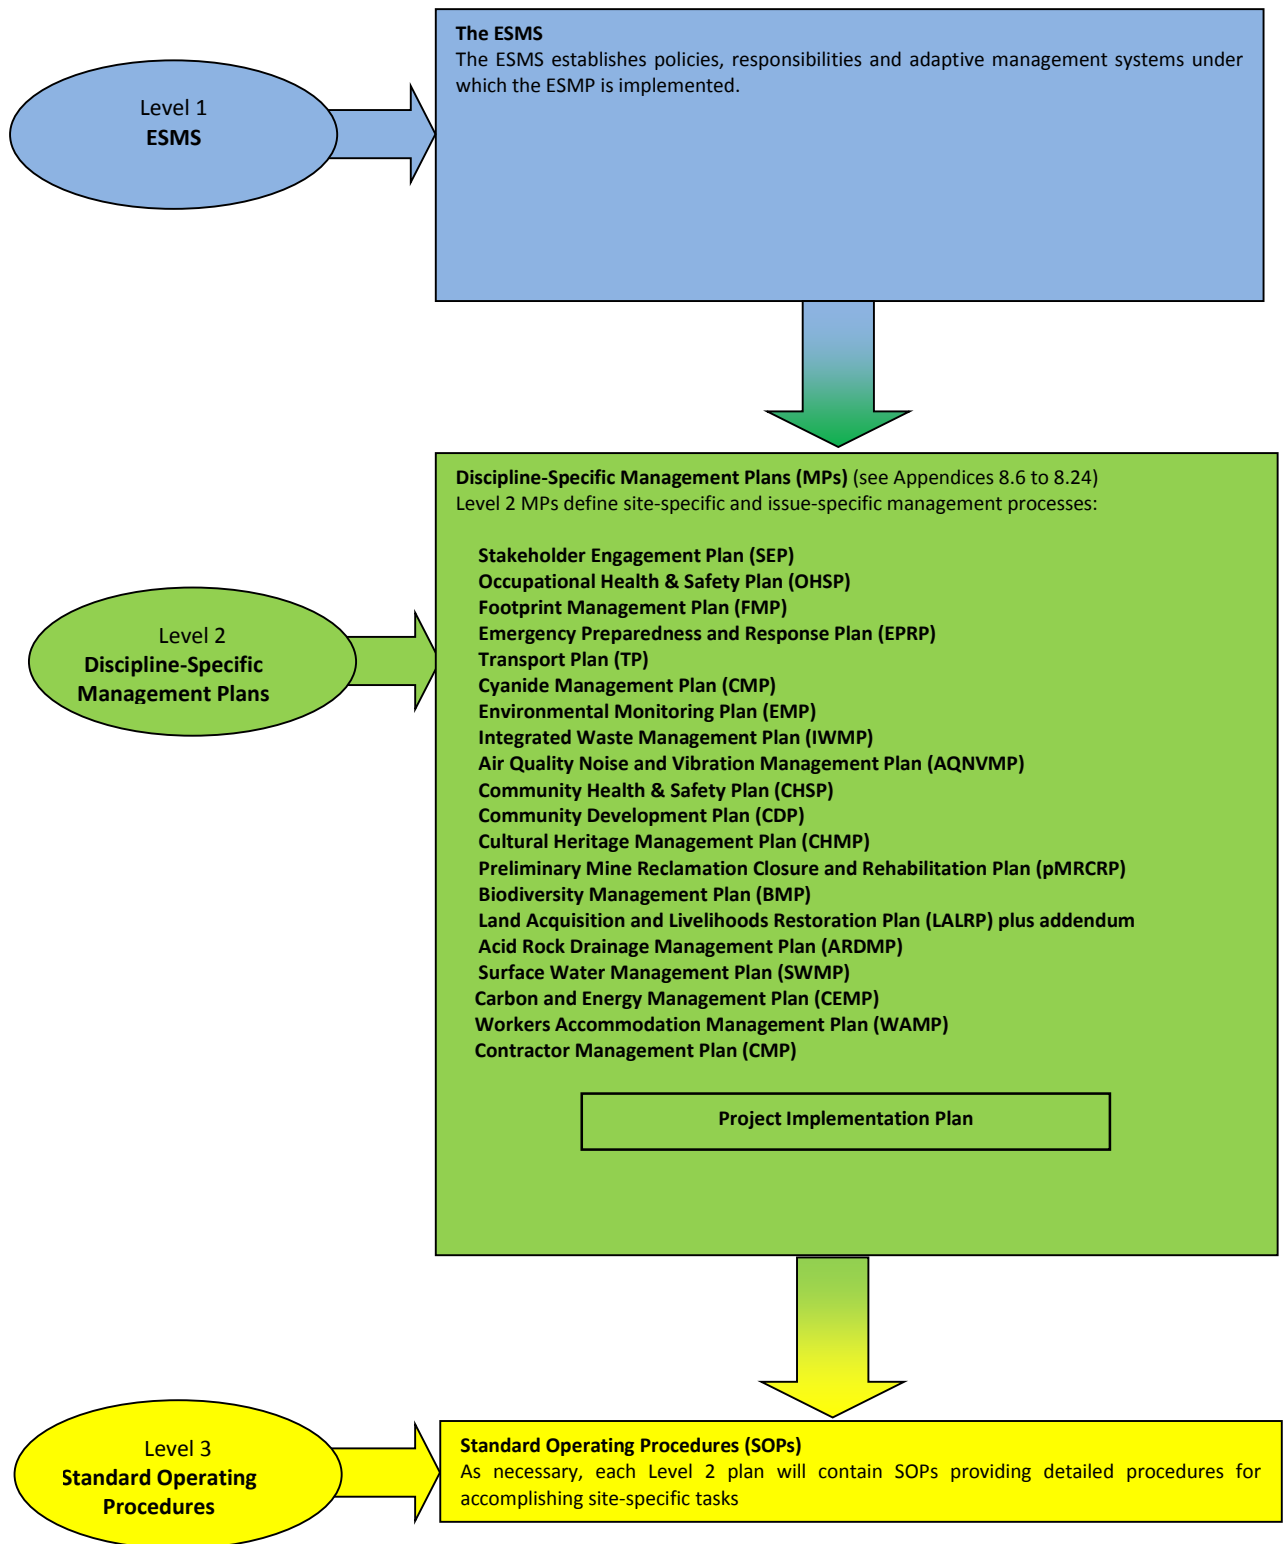 Level 1
ESMS
The ESMS
The ESMS establishes policies, responsibilities and adaptive management systems under
which the ESMP is implemented.
Level 2
Discipline-Specific
Management Plans
Discipline-Specific Management Plans (MPs) (see Appendices 8.6 to 8.24)
Level 2 MPs define site-specific and issue-specific management processes:
Stakeholder Engagement Plan (SEP)
Occupational Health & Safety Plan (OHSP)
Footprint Management Plan (FMP)
Emergency Preparedness and Response Plan (EPRP)
Transport Plan (TP)
Cyanide Management Plan (CMP)
Environmental Monitoring Plan (EMP)
Integrated Waste Management Plan (IWMP)
Air Quality Noise and Vibration Management Plan (AQNVMP)
Community Health & Safety Plan (CHSP)
Community Development Plan (CDP)
Cultural Heritage Management Plan (CHMP)
Preliminary Mine Reclamation Closure and Rehabilitation Plan (pMRCRP)
Biodiversity Management Plan (BMP)
Land Acquisition and Livelihoods Restoration Plan (LALRP) plus addendum
Acid Rock Drainage Management Plan (ARDMP)
Surface Water Management Plan (SWMP)
Carbon and Energy Management Plan (CEMP)
Workers Accommodation Management Plan (WAMP)
Contractor Management Plan (CMP)
Project Implementation Plan
Level 3
Standard Operating
Procedures
Standard Operating Procedures (SOPs)
As necessary, each Level 2 plan will contain SOPs providing detailed procedures for
accomplishing site-specific tasks